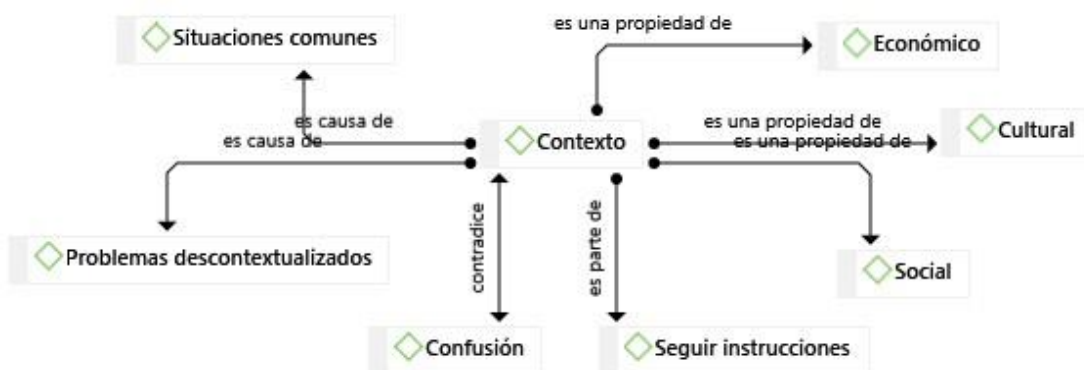 es una propiedad de
Situaciones comunes
Económico
es causa de
es una propiedad de
Cultural
es causa de
Contexto
es una propiedad de
contradice
es parte de
Problemas descontextualizados
Social
Confusión
Seguir instrucciones